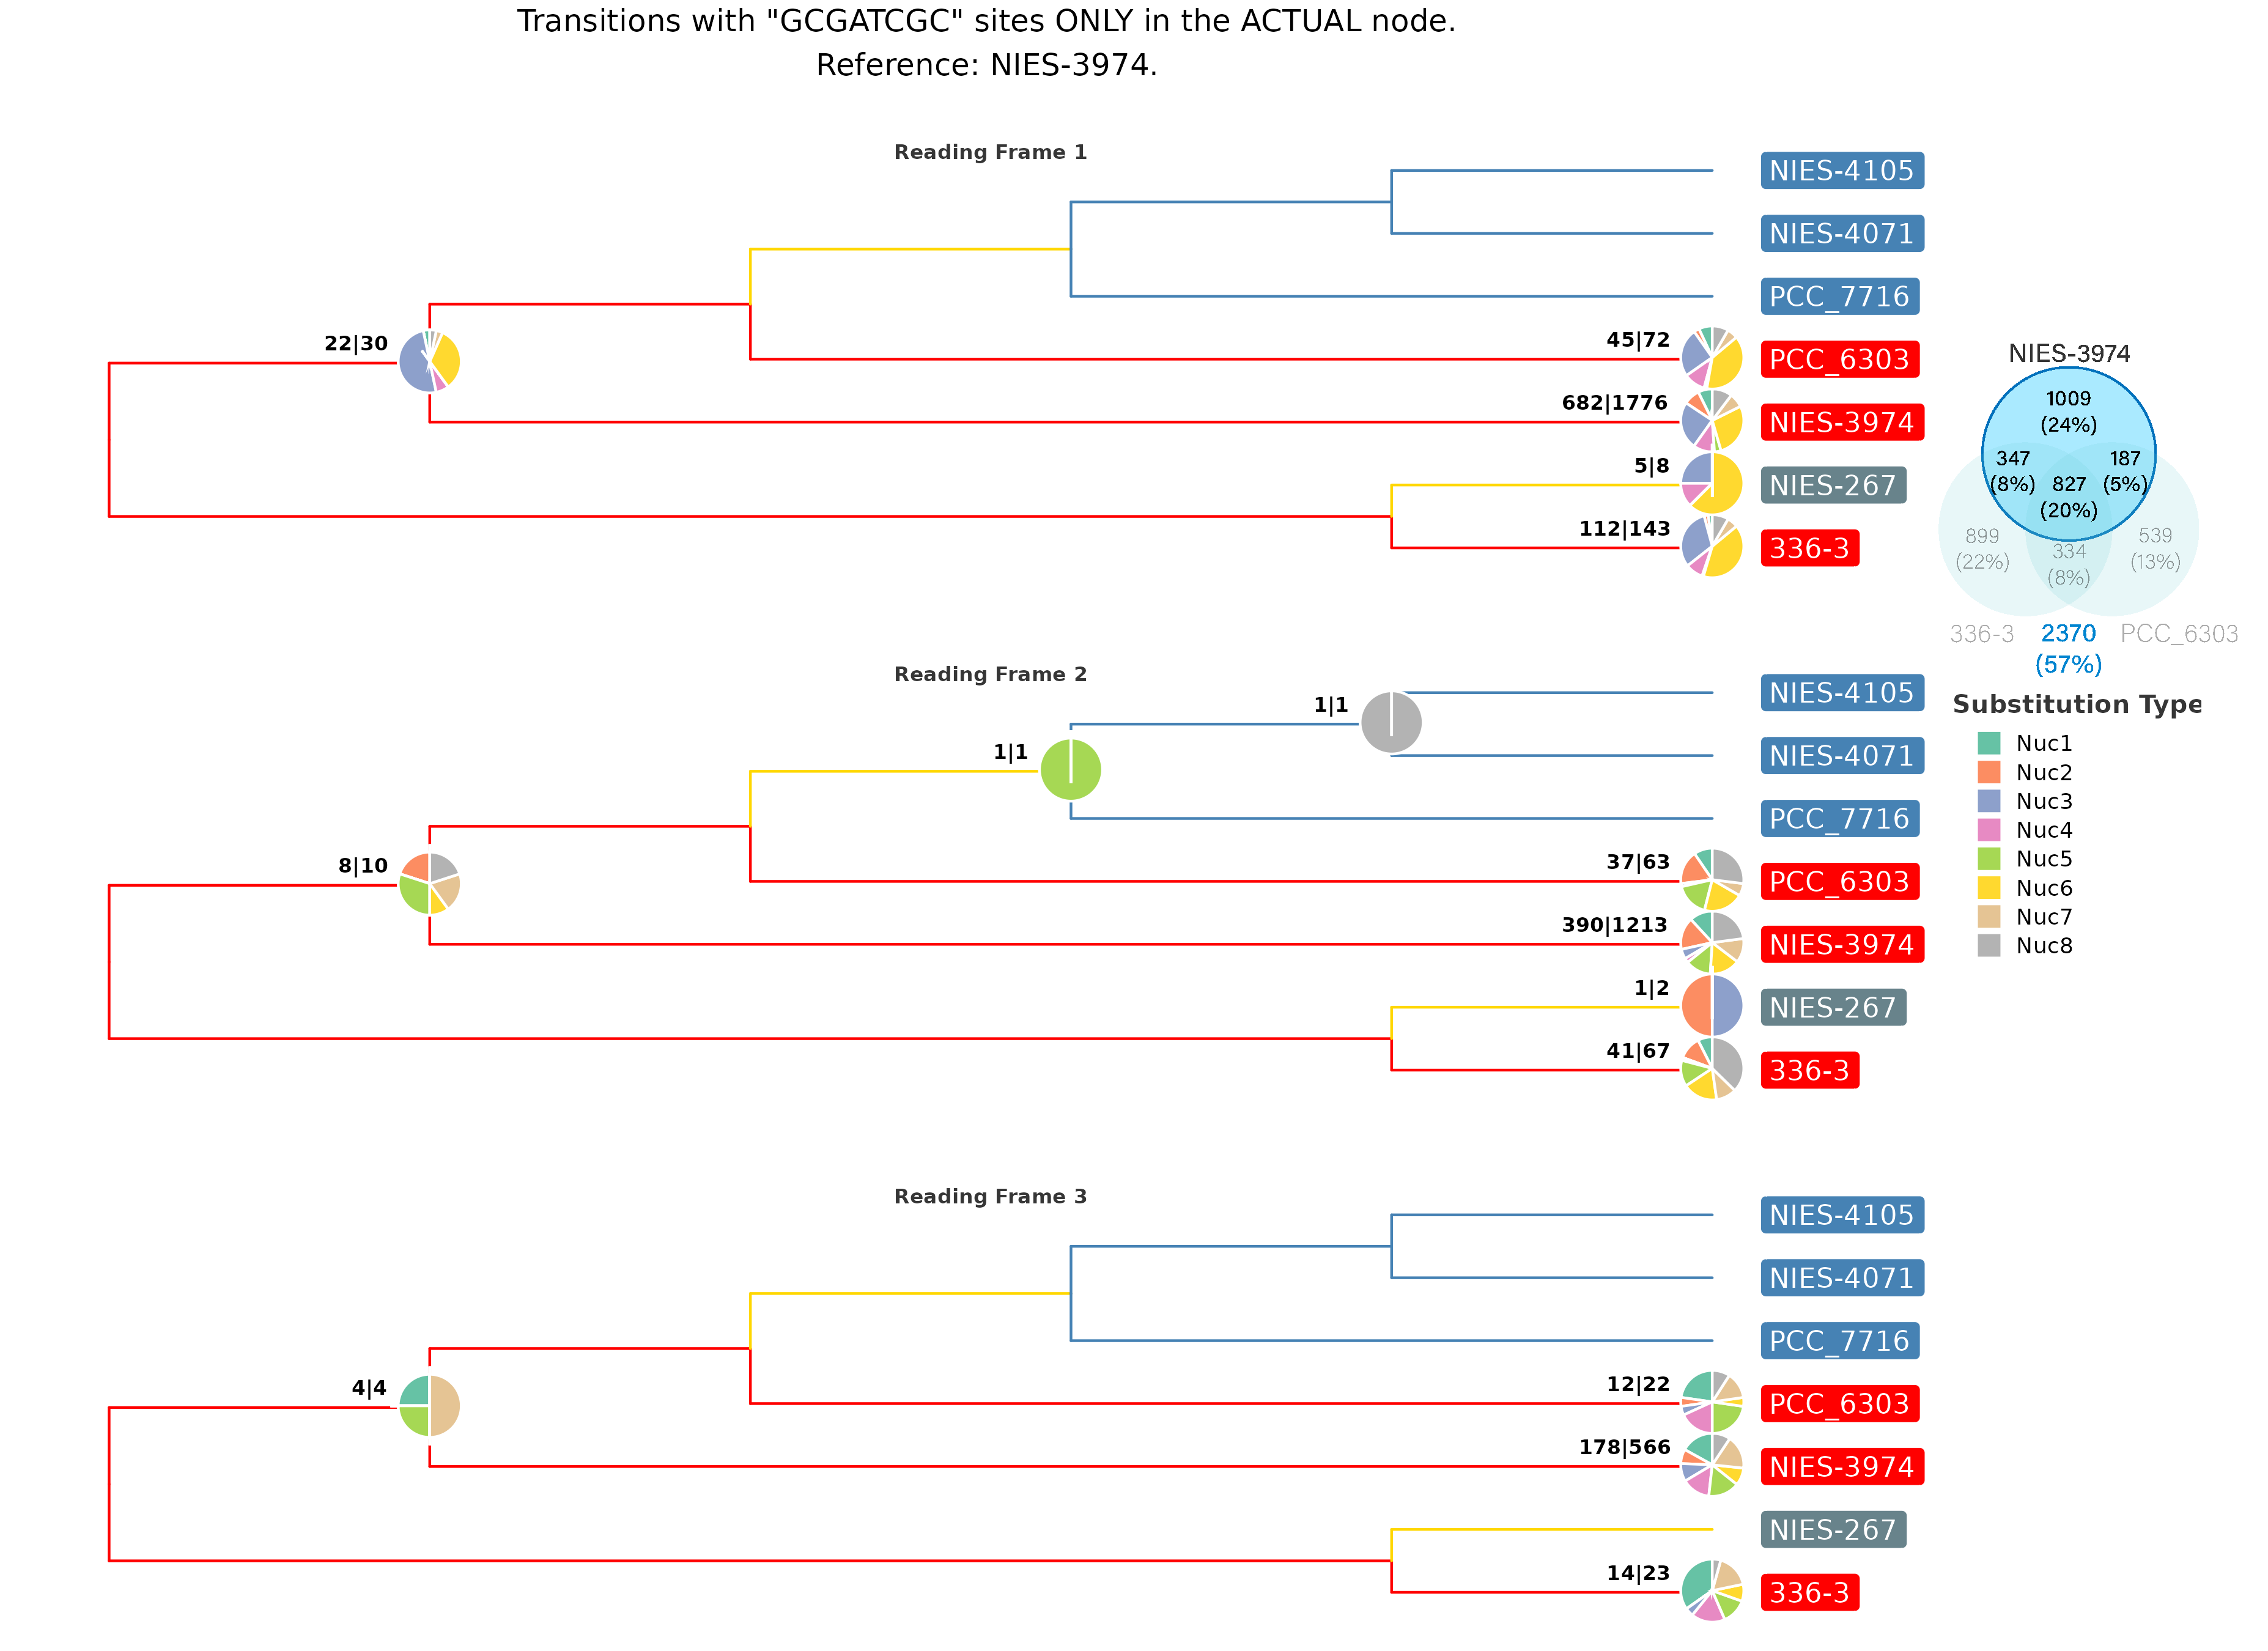 Transitions with "GCGATCGC" sites ONLY in the ACTUAL node.
Reference: NIES-3974.
Reading Frame 1
NIES-4105
NIES-4071
PCC_7716
22|30
45|72
PCC_6303
682|1776
NIES-3974
5|8
NIES-267
112|143
336-3
NIES-3974
1009
(24%)
347
(8%)
827
(20%)
187
(5%)
899
(22%)
334
(8%)
539
(13%)
336-3
2370
(57%)
PCC_6303
Substitution Type
Nuc1
Nuc2
Nuc3
Nuc4
Nuc5
Nuc6
Nuc7
Nuc8
Reading Frame 2
1|1
NIES-4105
1|1
NIES-4071
PCC_7716
8|10
37|63
PCC_6303
390|1213
NIES-3974
1|2
NIES-267
41|67
336-3
Reading Frame 3
NIES-4105
NIES-4071
PCC_7716
4|4
12|22
PCC_6303
178|566
NIES-3974
NIES-267
14|23
336-3